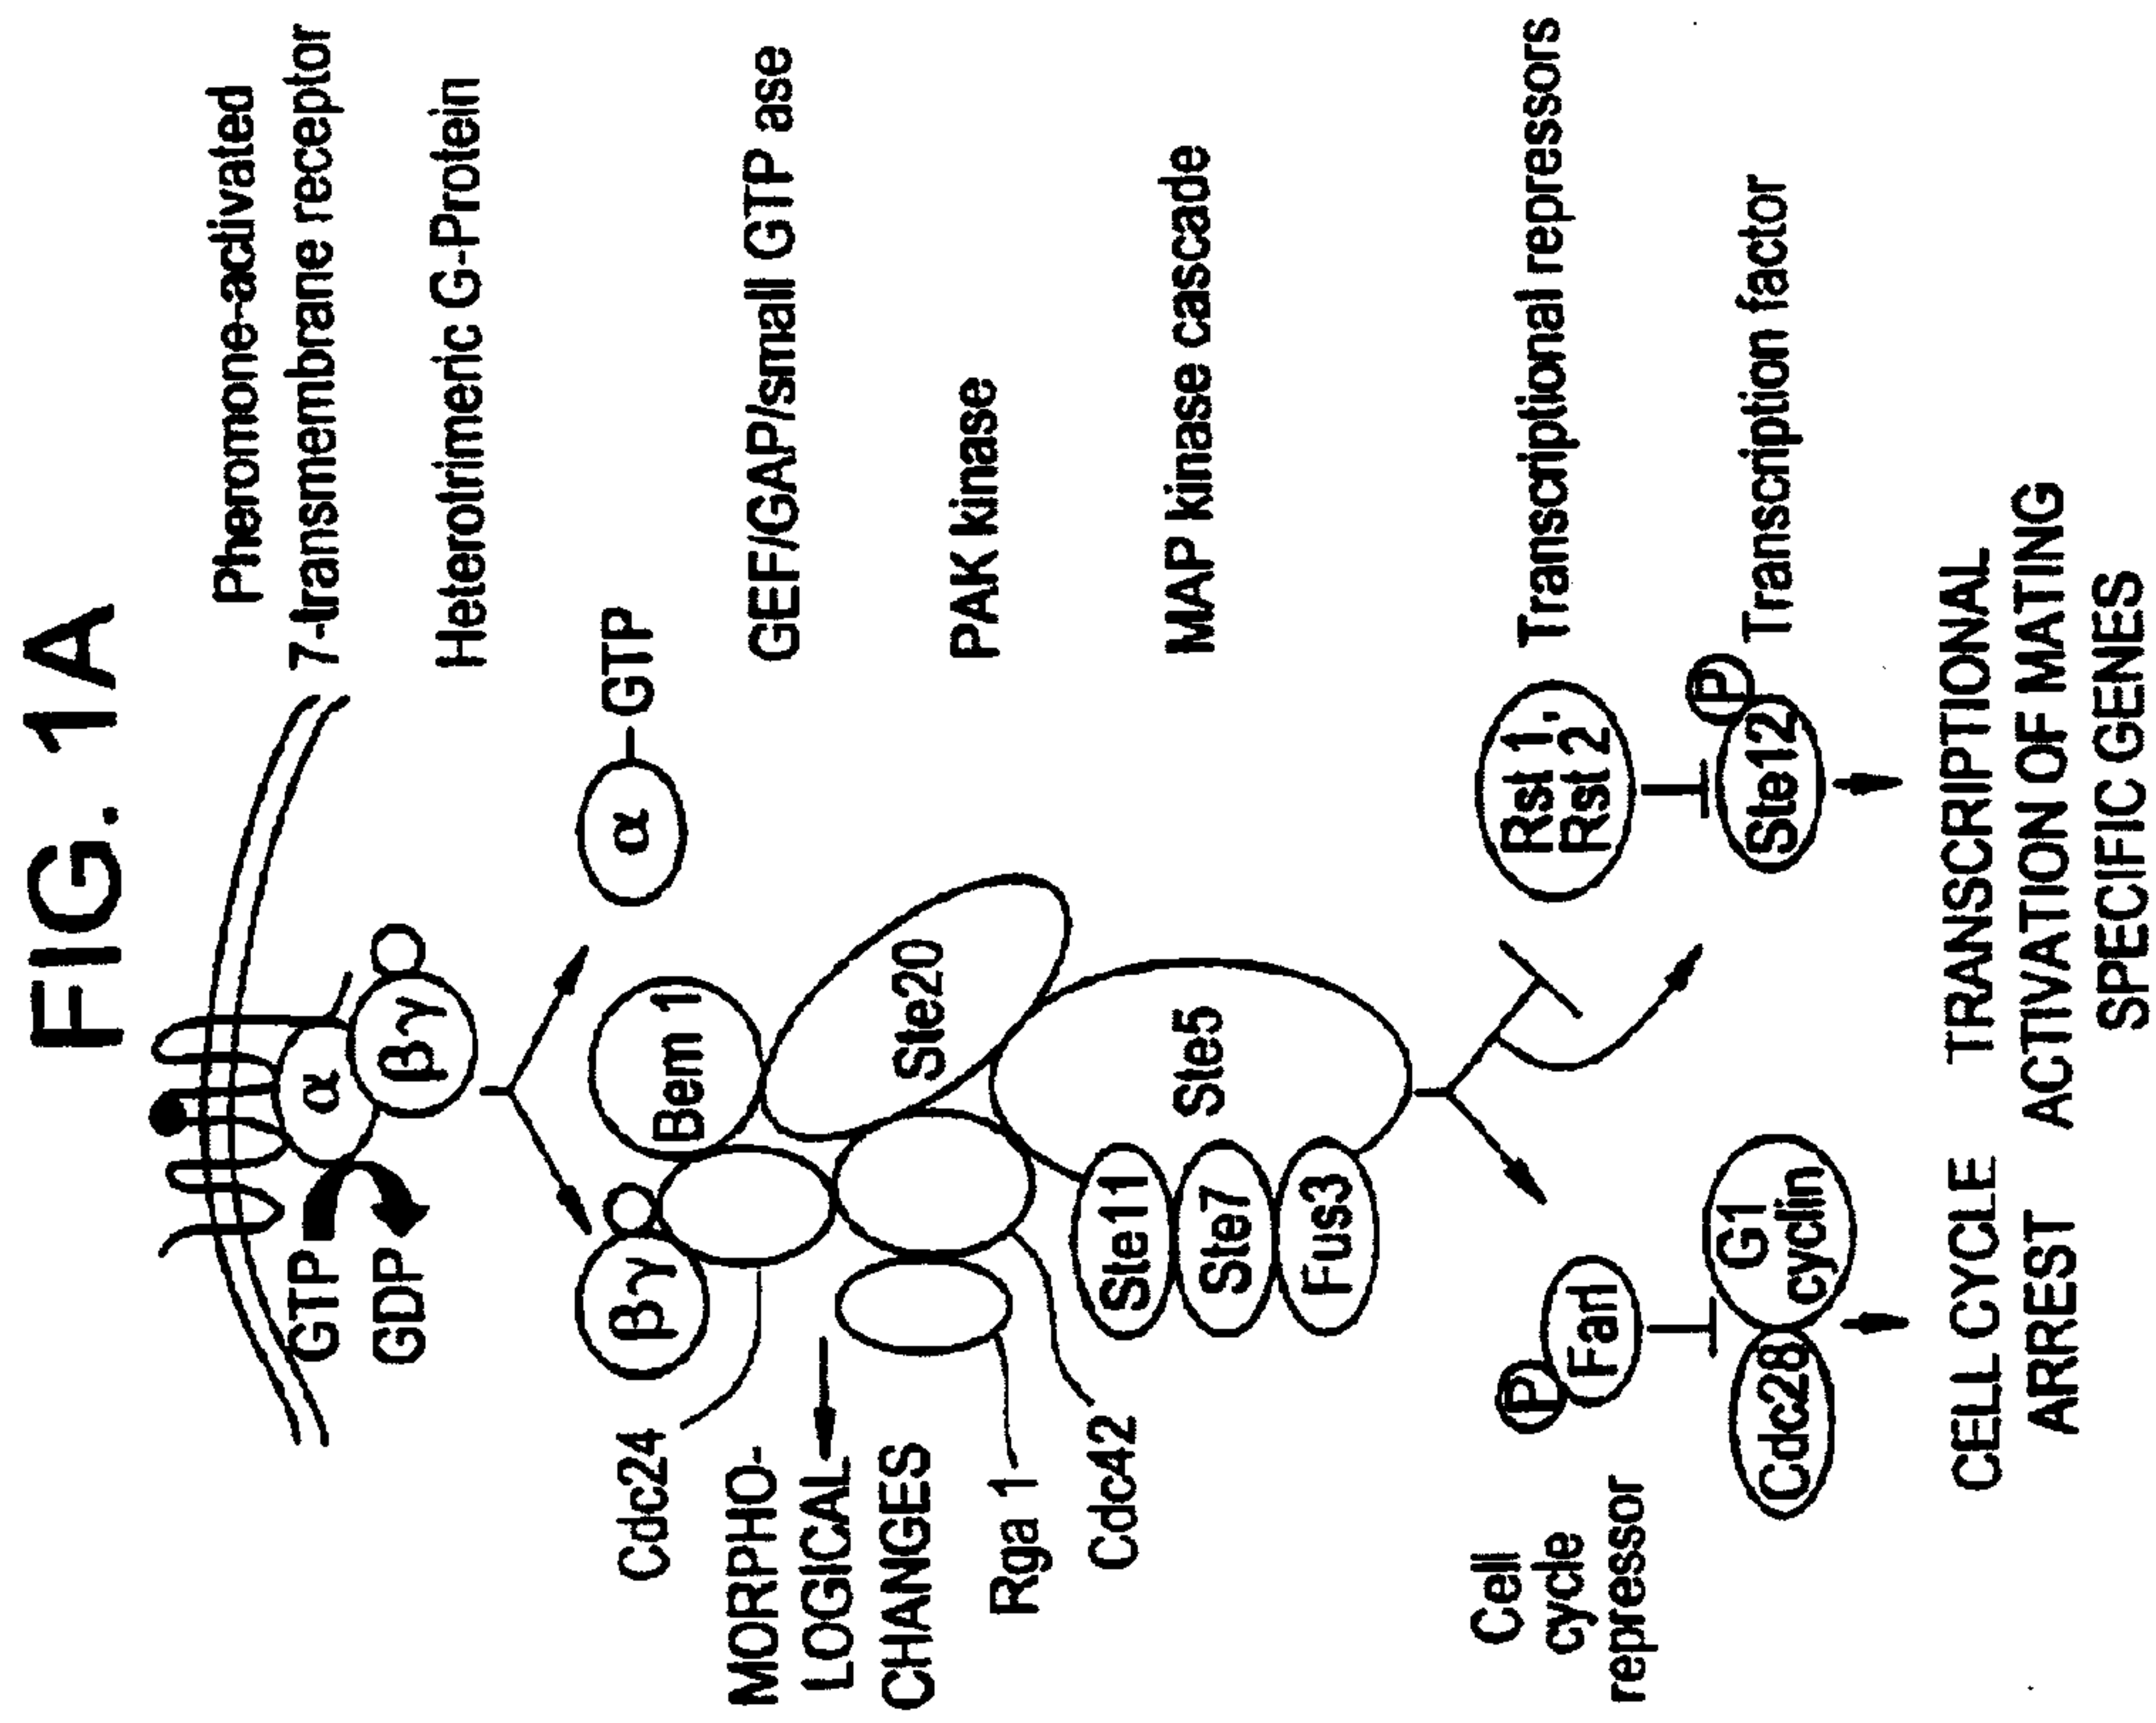 FIG. 1A
Pheromone-activated
7-transmembrane receptor
Heterotrimeric G-Protein
α
βγ
GTP
GDP
α
GTP
βγ
Bem 1
Cdc24
GEF/GAP/small GTP ase
MORPHO-
LOGICAL
CHANGES
Ste20
PAK kinase
Rga 1
Cdc42
Ste5
MAP kinase cascade
Ste11
Ste7
Fus3
Cell
cycle
repressor
P
Farl
Rst 1,
Rst 2
Transcriptional repressors
Cdc28
G1
cyclin
P
Ste12
Transcription factor
CELL CYCLE
ARREST
TRANSCRIPTIONAL
ACTIVATION OF MATING
SPECIFIC GENES